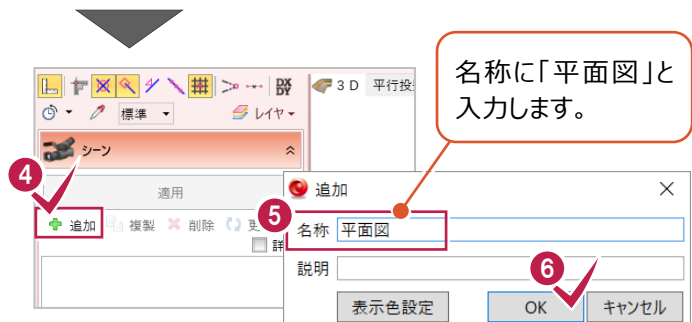 名称に「平面図」と
入力します。
DX
3D 平行投
標準
レイヤ
シーン
4
適用
追加 複製 削除 更
詳
追加
5
名称 平面図
説明
6
表示色設定 OK キャンセル